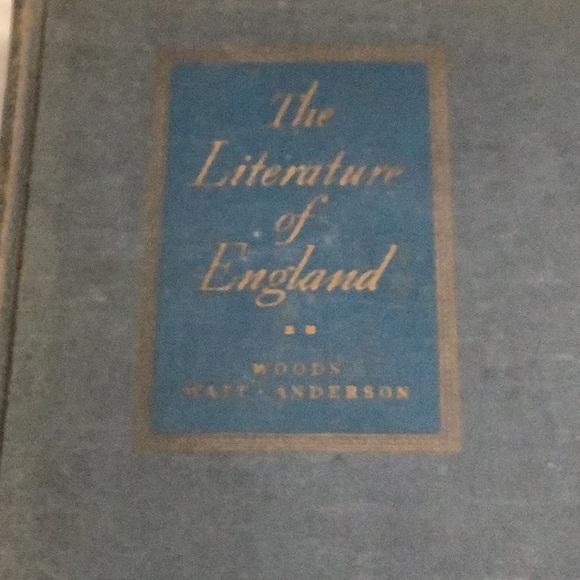 The
Literature
of
England
WOODS
WATT · ANDERSON